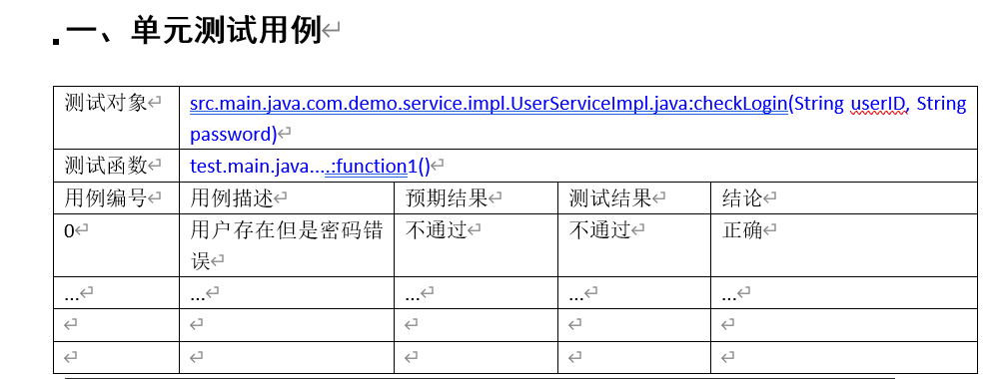 一、单元测试用例
测试对象 src.main.java.com.demo.service.impl.UserServiceImpl.java:checkLogin(String userID, String
password)
测试函数 test.main.java....:function1()
用例编号 用例描述 预期结果 测试结果 结论
0 用户存在但是密码错 不通过 不通过 正确
误
... ... ... ... ...